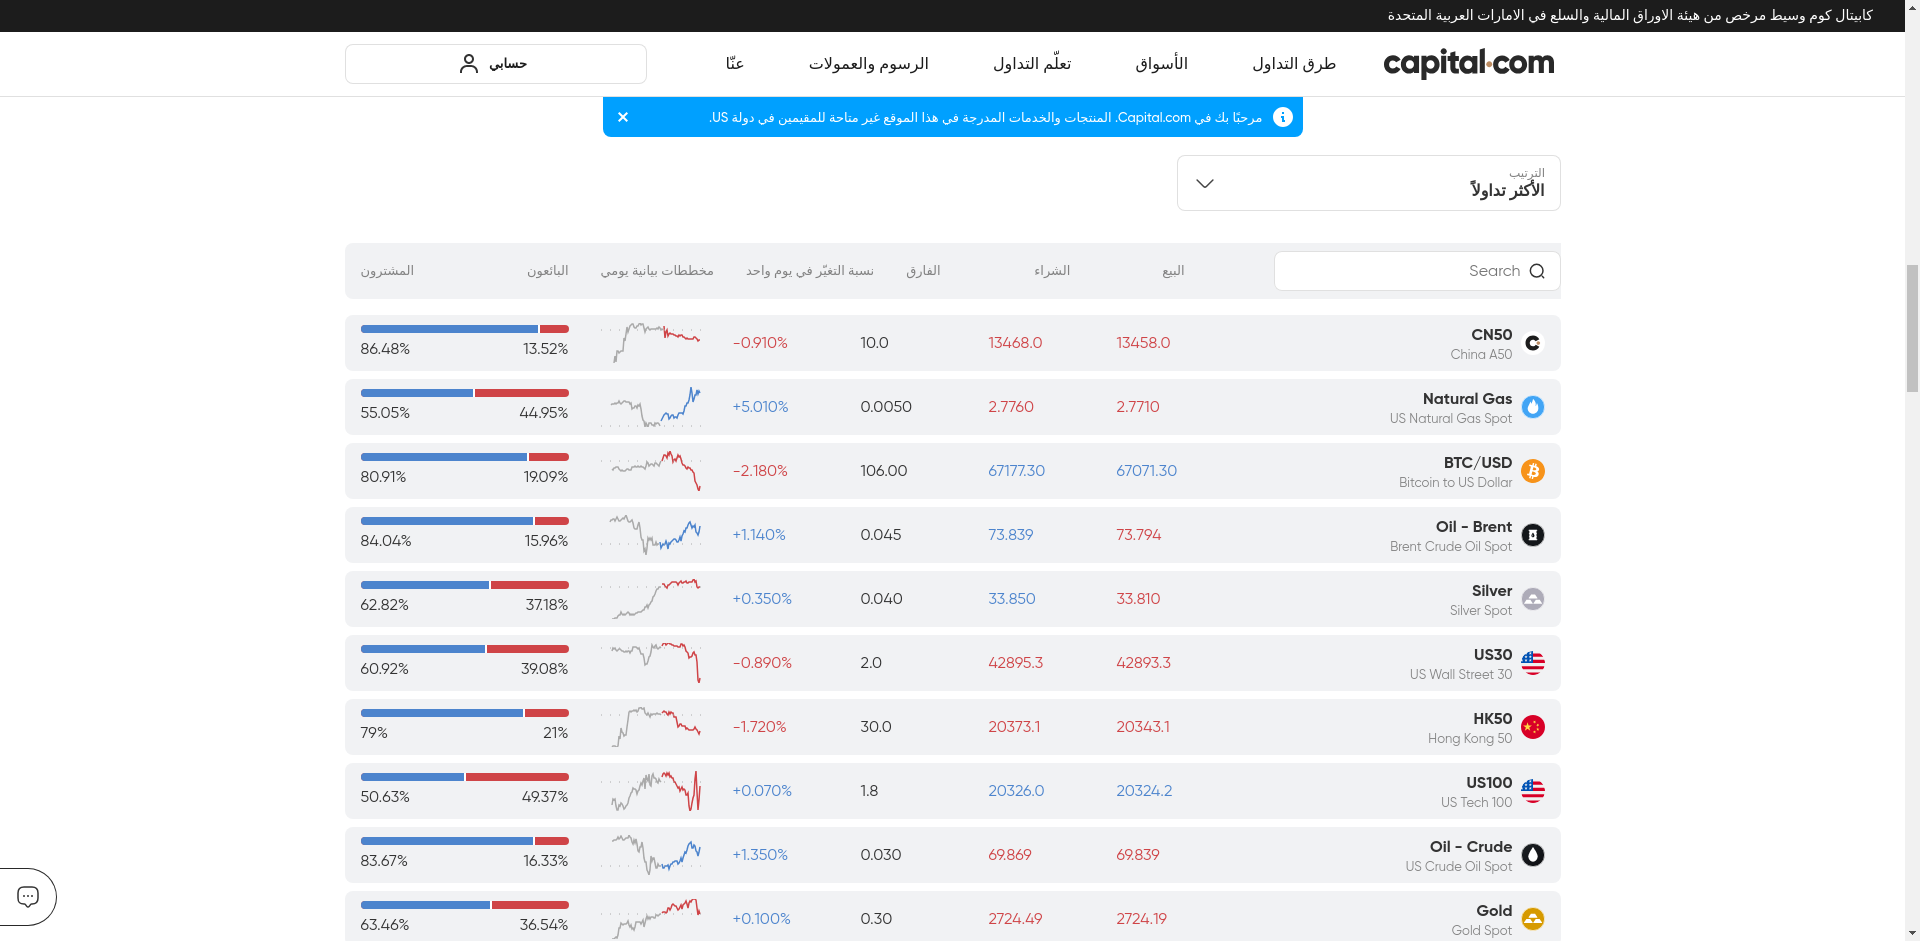 كابيتال كوم وسيط مرخص من هيئة الاوراق المالية والسلع في الامارات العربية المتحدة
capital.com
طرق التداول
الأسواق
تعلّم التداول
الرسوم والعمولات
عنّا
حسابي
مرحبًا بك في Capital.com. المنتجات والخدمات المدرجة في هذا الموقع غير متاحة للمقيمين في دولة US.
الترتيب
الأكثر تداولاً
Search
البيع
الشراء
الفارق
نسبة التغيّر في يوم واحد
مخططات بيانية يومي
البائعون
المشترون
CN50
China A50
13458.0
13468.0
10.0
-0.910%
13.52%
86.48%
Natural Gas
US Natural Gas Spot
2.7710
2.7760
0.0050
+5.010%
44.95%
55.05%
BTC/USD
Bitcoin to US Dollar
67071.30
67177.30
106.00
-2.180%
19.09%
80.91%
Oil - Brent
Brent Crude Oil Spot
73.794
73.839
0.045
+1.140%
15.96%
84.04%
Silver
Silver Spot
33.810
33.850
0.040
+0.350%
37.18%
62.82%
US30
US Wall Street 30
42893.3
42895.3
2.0
-0.890%
39.08%
60.92%
HK50
Hong Kong 50
20343.1
20373.1
30.0
-1.720%
21%
79%
US100
US Tech 100
20324.2
20326.0
1.8
+0.070%
49.37%
50.63%
Oil - Crude
US Crude Oil Spot
69.839
69.869
0.030
+1.350%
16.33%
83.67%
Gold
Gold Spot
2724.19
2724.49
0.30
+0.100%
36.54%
63.46%